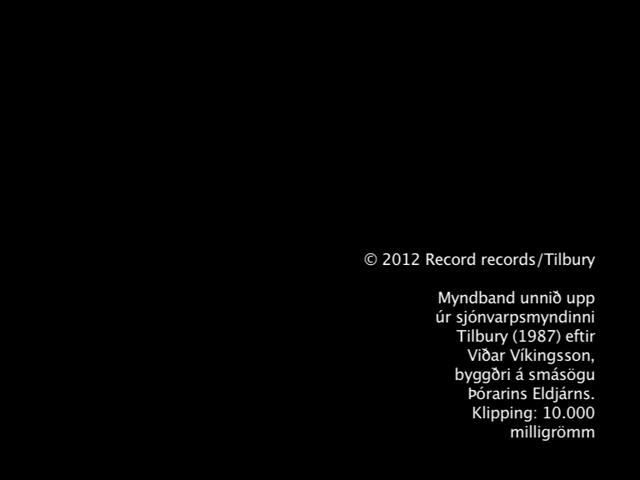 © 2012 Record records/Tilbury
Myndband unnið upp
úr sjónvarpsmyndinni
Tilbury (1987) eftir
Viðar Víkingsson,
byggðri á smásögu
Þórarins Eldjárns.
Klipping: 10.000
milligrömm